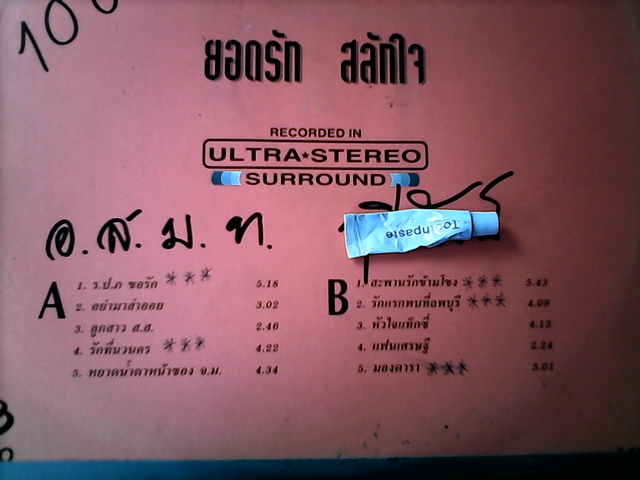 100
ยอดรัก สลักใจ
RECORDED IN
ULTRA★STEREO
SURROUND
อ.ส.ม.ท.
Toothpaste
A
1. ร.ป.ภ ขอรัก *** 5.18
2. อย่ามาสำออย 3.02
3. ลูกสาว ส.ส. 2.46
4. รักที่นวนคร *** 4.22
5. หยาดน้ำตาหน้าซอง จ.ม. 4.34
B
1. สะพานรักข้ามโขง *** 5.43
2. รักแรกพบที่ลพบุรี *** 4.09
3. หัวใจแท็กซี่ 4.13
4. แฟนเศรษฐี 2.24
5. มองดารา *** 3.01